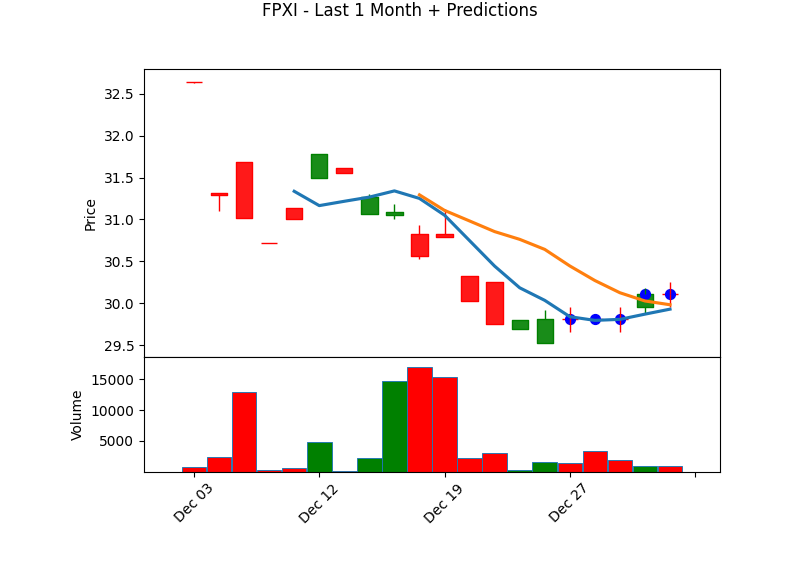 FPXI - Last 1 Month + Predictions
32.5
32.0
31.5
31.0
30.5
30.0
29.5
Price
15000
10000
5000
Volume
Dec 03
Dec 12
Dec 19
Dec 27